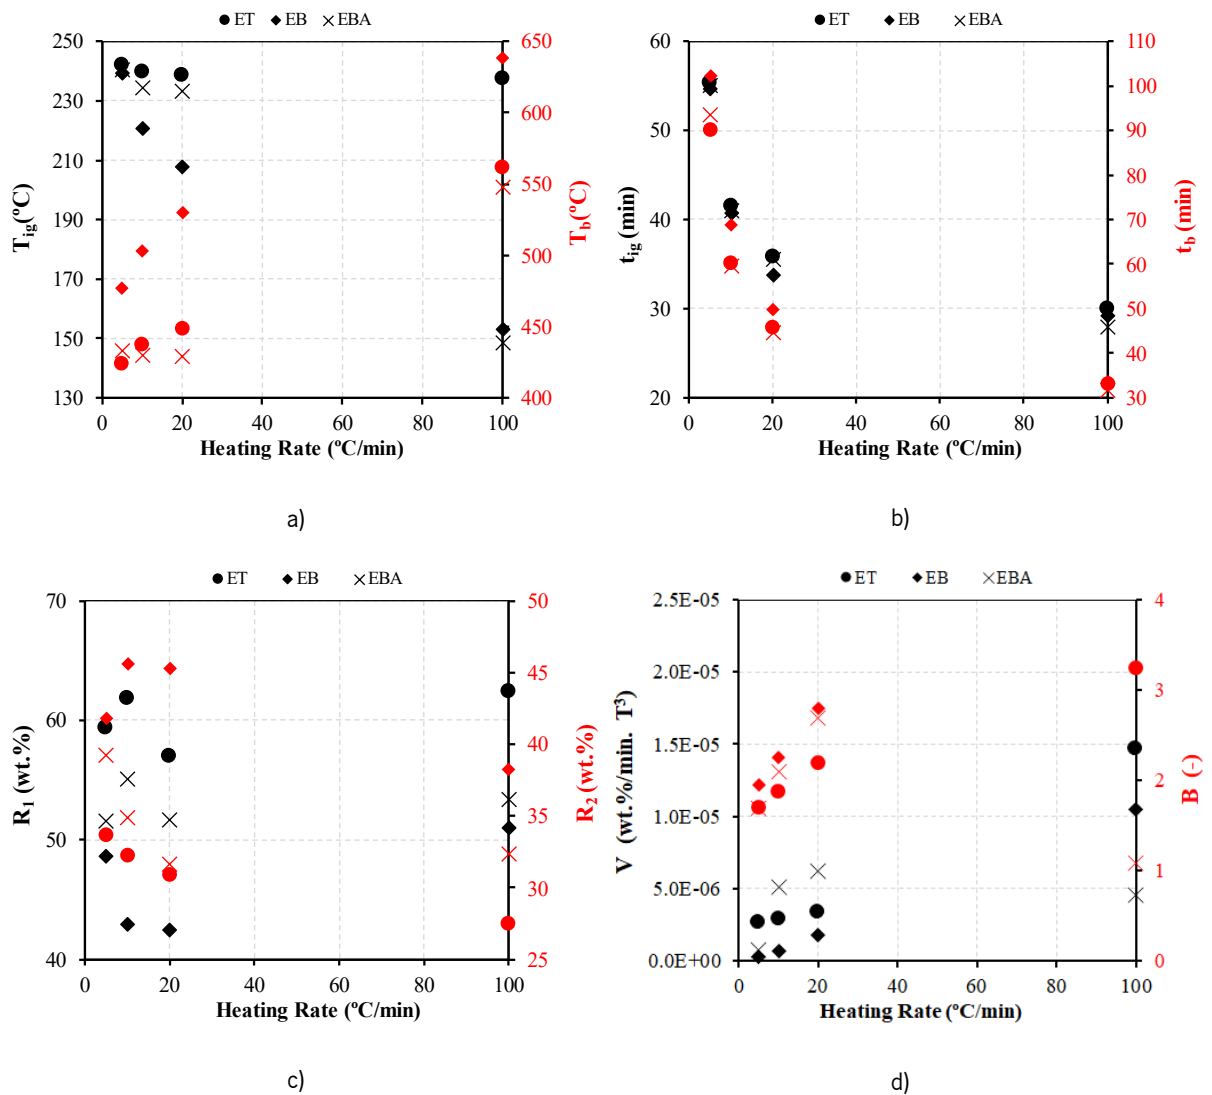 ET EB EBA
250 650
230 600
210 550
190 500
170 450
150 400
130
T_ig(ºC)
T_b(ºC)
0 20 40 60 80 100
Heating Rate (ºC/min)
a)
ET EB EBA
60 110
50 100
40 90
30 80
20 70
60
50
40
30
t_ig (min)
t_b (min)
0 20 40 60 80 100
Heating Rate (ºC/min)
b)
ET EB EBA
70 50
60 45
50 40
40 35
30
25
R₁ (wt.%)
R₂ (wt.%)
0 20 40 60 80 100
Heating Rate (ºC/min)
c)
ET EB EBA
2.5E-05 4
2.0E-05 3
1.5E-05 2
1.0E-05 1
5.0E-06 0
0.0E+00
V (wt.%/min. T³)
B (-)
0 20 40 60 80 100
Heating Rate (ºC/min)
d)